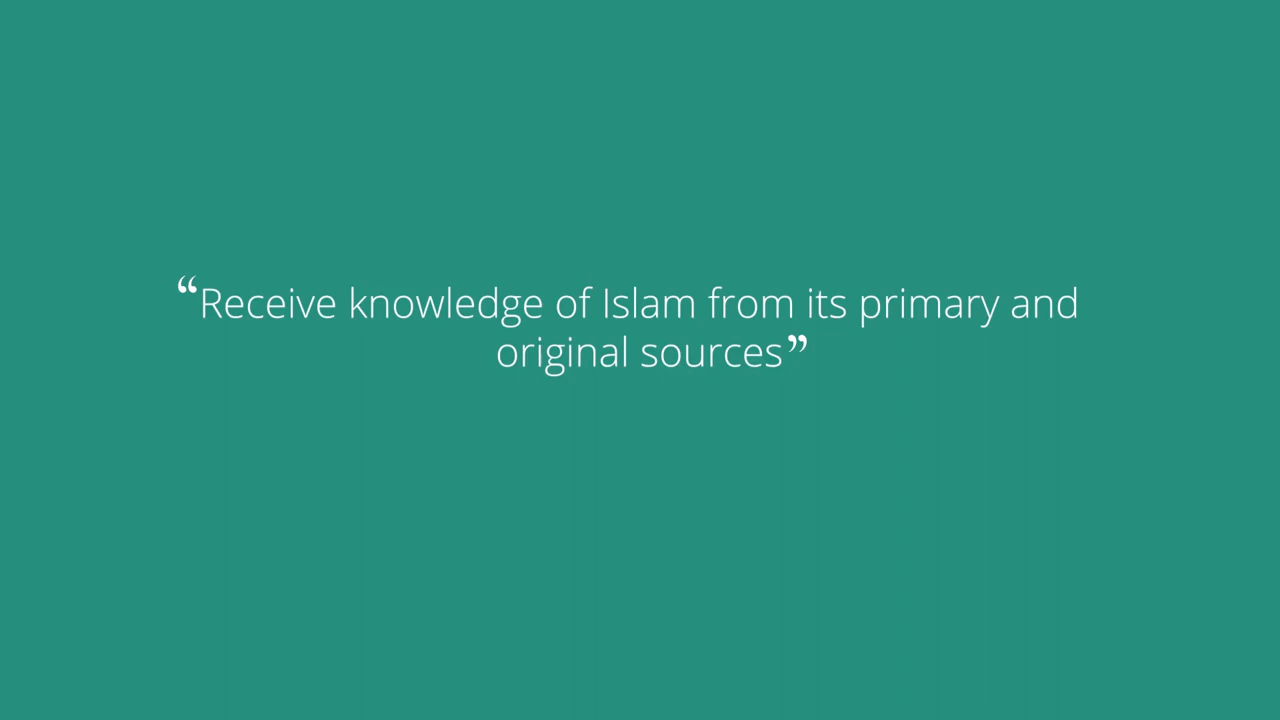 “Receive knowledge of Islam from its primary and
original sources”